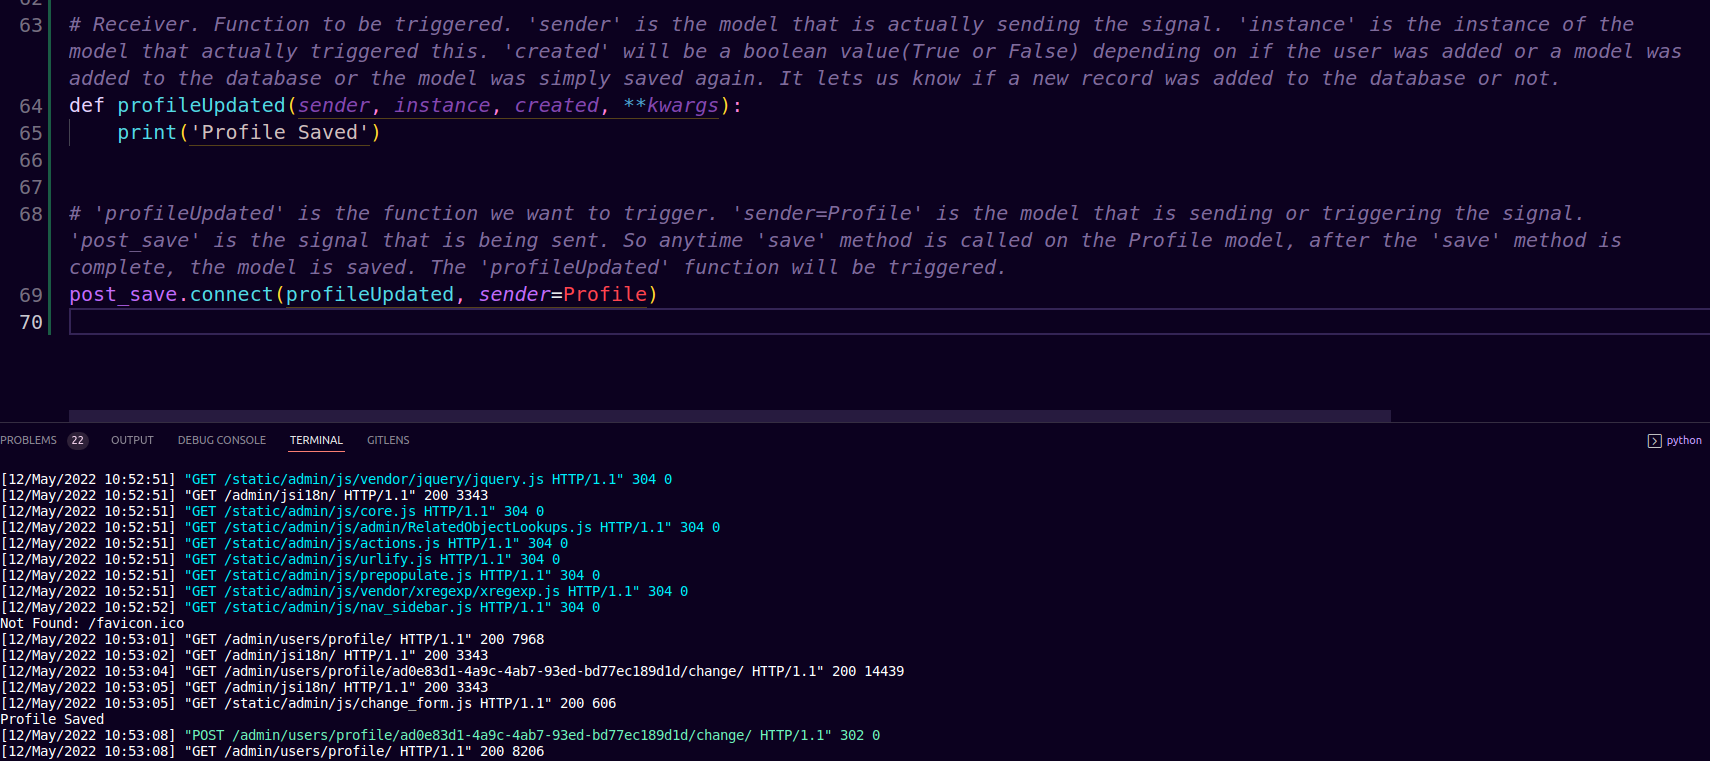 63 # Receiver. Function to be triggered. 'sender' is the model that is actually sending the signal. 'instance' is the instance of the
model that actually triggered this. 'created' will be a boolean value(True or False) depending on if the user was added or a model was
added to the database or the model was simply saved again. It lets us know if a new record was added to the database or not.
64 def profileUpdated(sender, instance, created, **kwargs):
65     print('Profile Saved')
66
67
68 # 'profileUpdated' is the function we want to trigger. 'sender=Profile' is the model that is sending or triggering the signal.
'post_save' is the signal that is being sent. So anytime 'save' method is called on the Profile model, after the 'save' method is
complete, the model is saved. The 'profileUpdated' function will be triggered.
69 post_save.connect(profileUpdated, sender=Profile)
70
PROBLEMS 22 OUTPUT DEBUG CONSOLE TERMINAL GITLENS python
[12/May/2022 10:52:51] "GET /static/admin/js/vendor/jquery/jquery.js HTTP/1.1" 304 0
[12/May/2022 10:52:51] "GET /admin/jsi18n/ HTTP/1.1" 200 3343
[12/May/2022 10:52:51] "GET /static/admin/js/core.js HTTP/1.1" 304 0
[12/May/2022 10:52:51] "GET /static/admin/js/admin/RelatedObjectLookups.js HTTP/1.1" 304 0
[12/May/2022 10:52:51] "GET /static/admin/js/actions.js HTTP/1.1" 304 0
[12/May/2022 10:52:51] "GET /static/admin/js/urlify.js HTTP/1.1" 304 0
[12/May/2022 10:52:51] "GET /static/admin/js/prepopulate.js HTTP/1.1" 304 0
[12/May/2022 10:52:51] "GET /static/admin/js/vendor/xregexp/xregexp.js HTTP/1.1" 304 0
[12/May/2022 10:52:52] "GET /static/admin/js/nav_sidebar.js HTTP/1.1" 304 0
Not Found: /favicon.ico
[12/May/2022 10:53:01] "GET /admin/users/profile/ HTTP/1.1" 200 7968
[12/May/2022 10:53:02] "GET /admin/jsi18n/ HTTP/1.1" 200 3343
[12/May/2022 10:53:04] "GET /admin/users/profile/ad0e83d1-4a9c-4ab7-93ed-bd77ec189d1d/change/ HTTP/1.1" 200 14439
[12/May/2022 10:53:05] "GET /admin/jsi18n/ HTTP/1.1" 200 3343
[12/May/2022 10:53:05] "GET /static/admin/js/change_form.js HTTP/1.1" 200 606
Profile Saved
[12/May/2022 10:53:08] "POST /admin/users/profile/ad0e83d1-4a9c-4ab7-93ed-bd77ec189d1d/change/ HTTP/1.1" 302 0
[12/May/2022 10:53:08] "GET /admin/users/profile/ HTTP/1.1" 200 8206